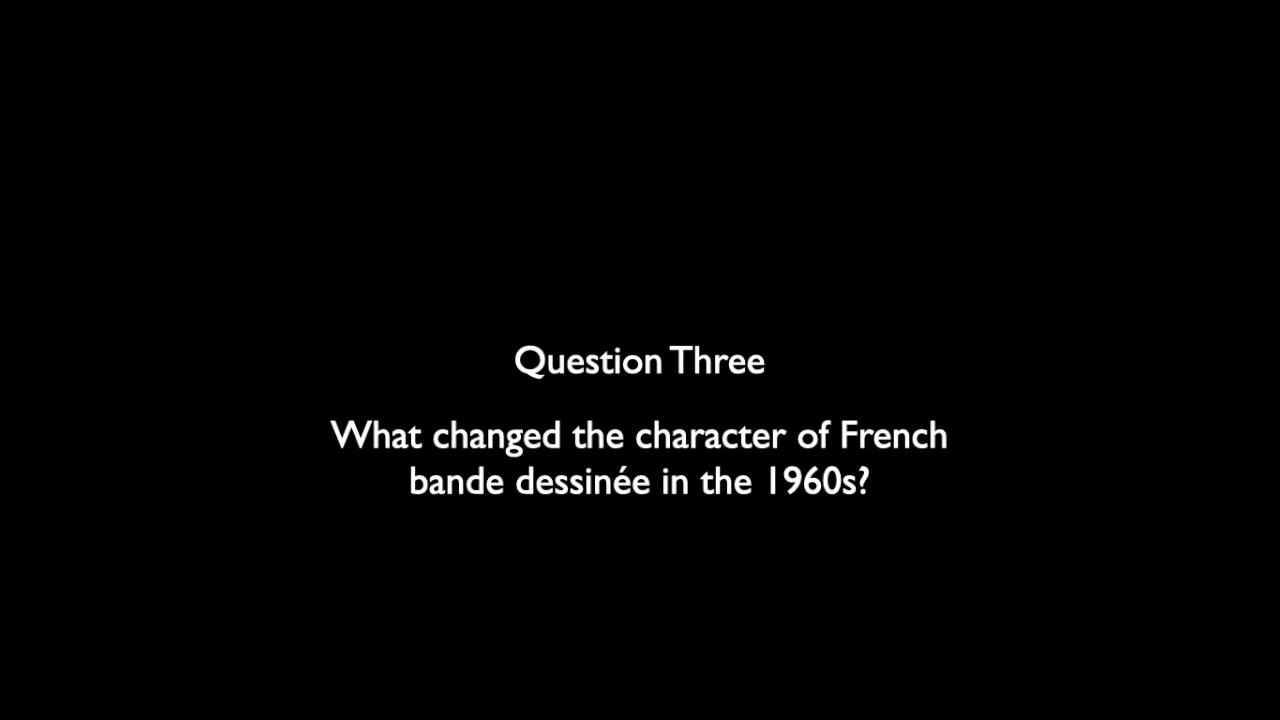 Question Three
What changed the character of French
bande dessinée in the 1960s?